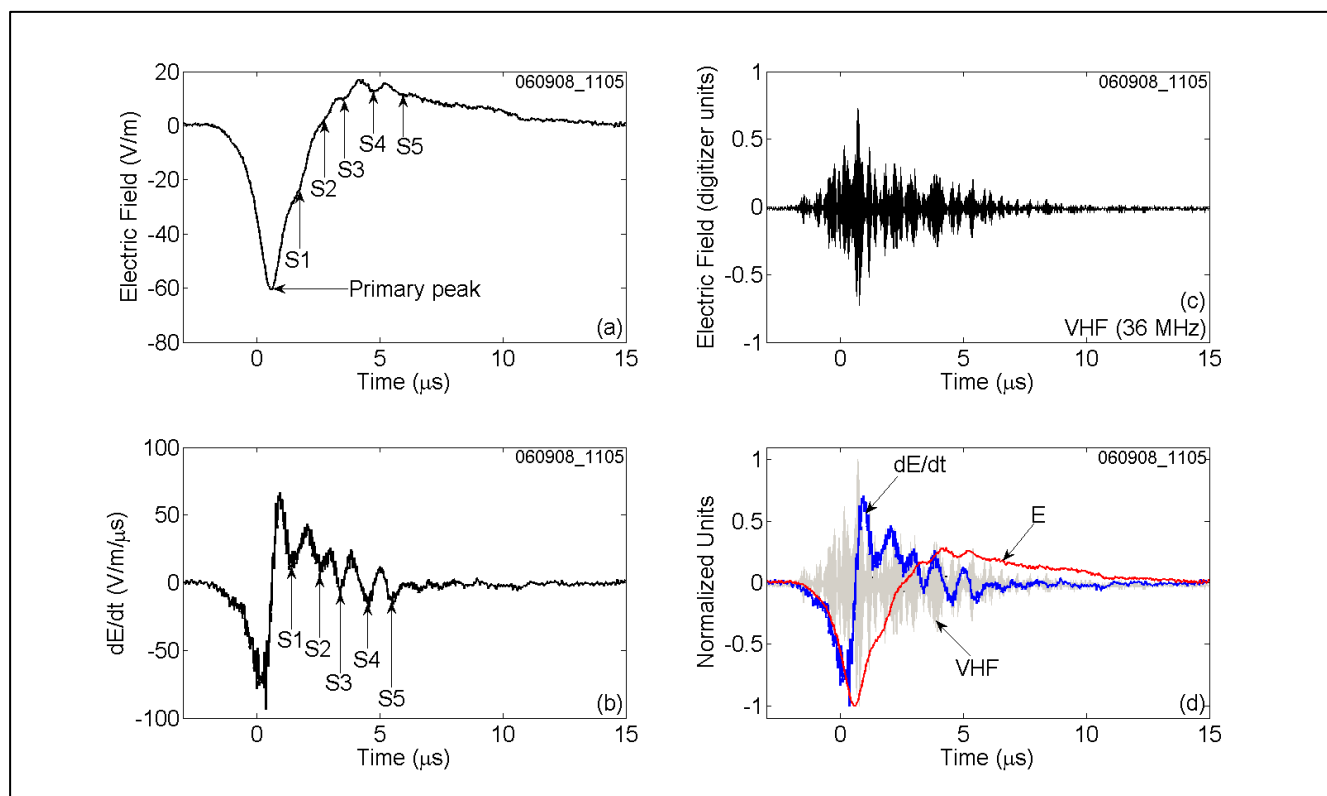 060908_1105
20
0
-20
-40
-60
-80
Electric Field (V/m)
S1
S2
S3
S4
S5
Primary peak
(a)
0
5
10
15
Time (μs)
060908_1105
1
0.5
0
-0.5
-1
Electric Field (digitizer units)
(c)
VHF (36 MHz)
0
5
10
15
Time (μs)
060908_1105
100
50
0
-50
-100
dE/dt (V/m/μs)
S1
S2
S3
S4
S5
(b)
0
5
10
15
Time (μs)
060908_1105
1
0.5
0
-0.5
-1
Normalized Units
dE/dt
E
VHF
(d)
0
5
10
15
Time (μs)